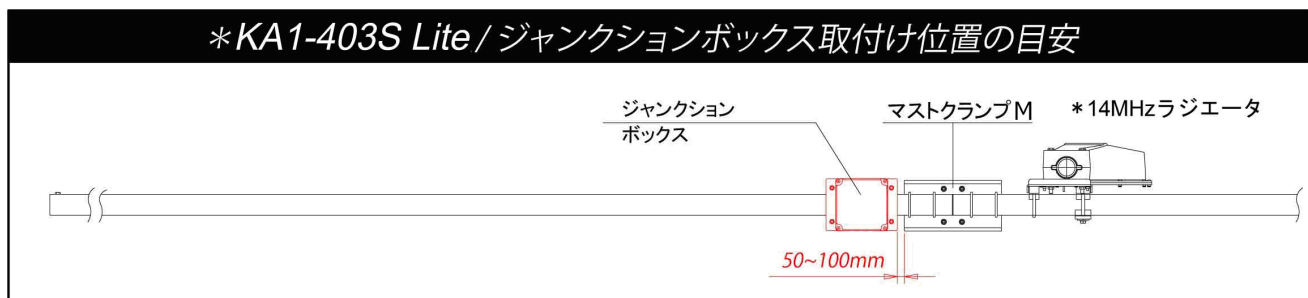 ＊KA1-403S Lite / ジャンクションボックス取付け位置の目安
ジャンクション
ボックス
マストクランプM
＊14MHzラジエータ
50~100mm